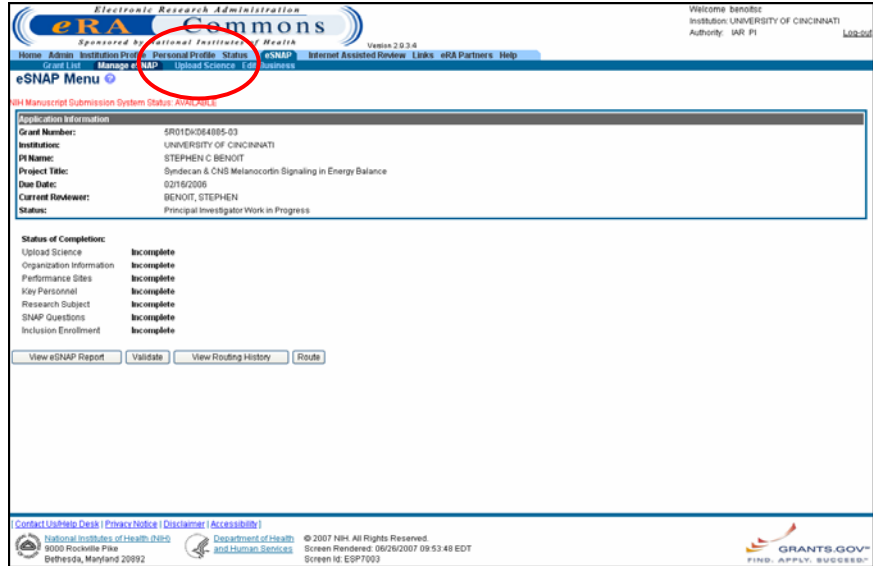 Electronic Research Administration
eRA Commons
Sponsored by National Institutes of Health
Version 2.9.3.4
Welcome benoitsc
Institution: UNIVERSITY OF CINCINNATI
Authority: IAR PI Log-out
Home Admin Institution Profile Personal Profile Status eSNAP Internet Assisted Review Links eRA Partners Help
Grant List Manage eSNAP Upload Science Edit Business
eSNAP Menu ?
NIH Manuscript Submission System Status: AVAILABLE
Application Information
Grant Number: 5R01DK064885-03
Institution: UNIVERSITY OF CINCINNATI
PI Name: STEPHEN C BENOIT
Project Title: Syndecan & CNS Melanocortin Signaling in Energy Balance
Due Date: 02/16/2006
Current Reviewer: BENOIT, STEPHEN
Status: Principal Investigator Work in Progress
Status of Completion:
Upload Science Incomplete
Organization Information Incomplete
Performance Sites Incomplete
Key Personnel Incomplete
Research Subject Incomplete
SNAP Questions Incomplete
Inclusion Enrollment Incomplete
View eSNAP Report Validate View Routing History Route
[ Contact Us/Help Desk | Privacy Notice | Disclaimer | Accessibility ]
National Institutes of Health (NIH)
9000 Rockville Pike
Bethesda, Maryland 20892
Department of Health
and Human Services
© 2007 NIH. All Rights Reserved.
Screen Rendered: 06/26/2007 09:53:48 EDT
Screen Id: ESP7003
GRANTS.GOV℠
FIND. APPLY. SUCCEED.℠